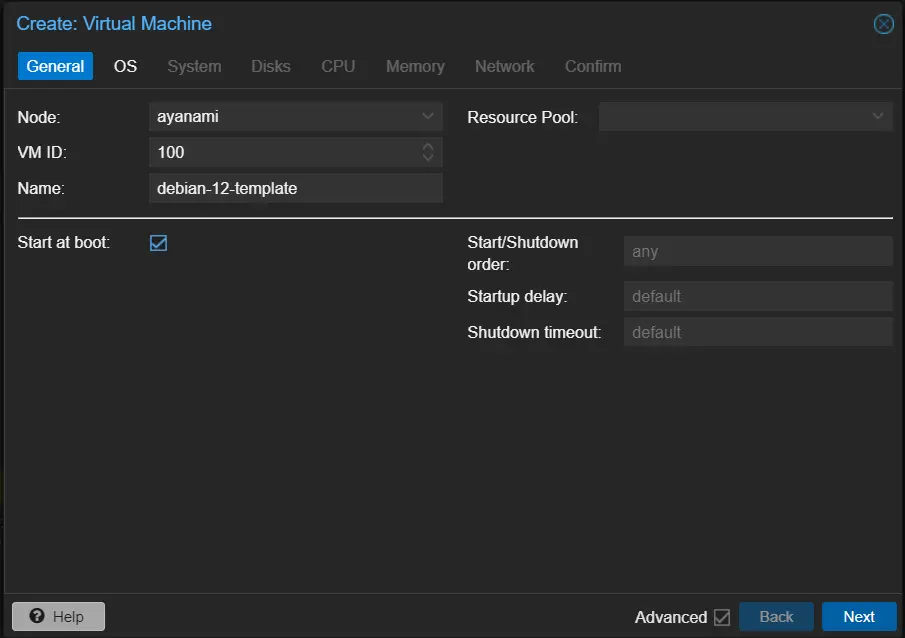 Create: Virtual Machine
General OS System Disks CPU Memory Network Confirm
Node: ayanami Resource Pool:
VM ID: 100
Name: debian-12-template
Start at boot: Start/Shutdown order: any
Startup delay: default
Shutdown timeout: default
Help Advanced Back Next